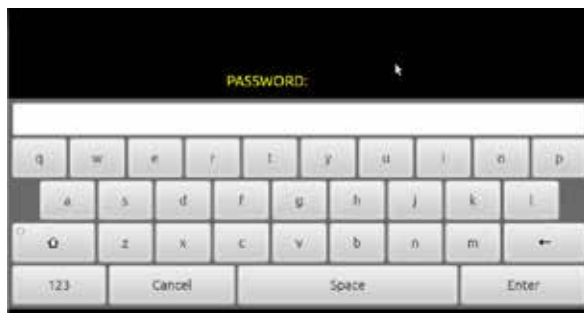 PASSWORD:
q w e r t y u i o p
a s d f g h j k l
z x c v b n m
123 Cancel Space Enter